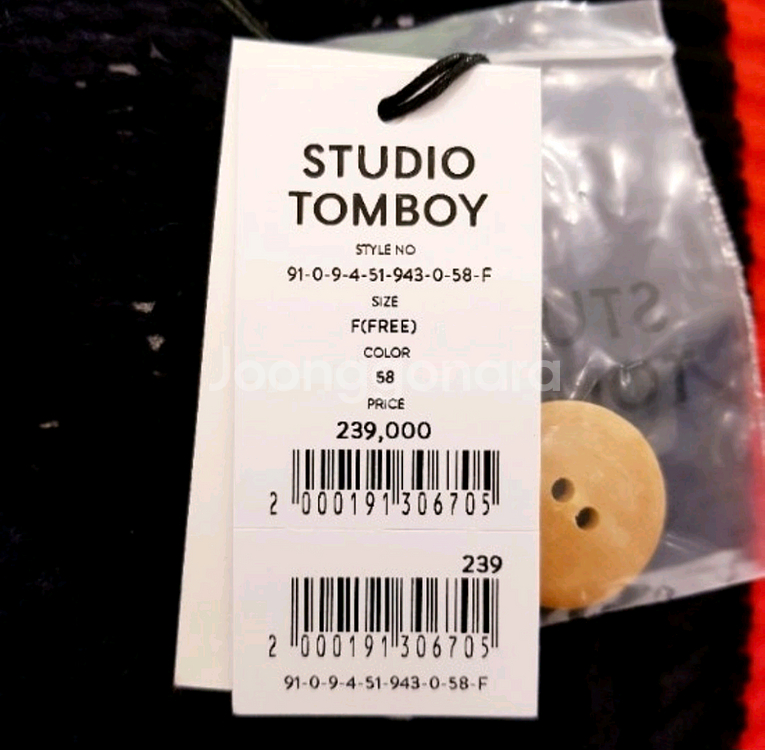 STUDIO
TOMBOY
STYLE NO
91-0-9-4-51-943-0-58-F
SIZE
F(FREE)
COLOR
58
Joonggonara
PRICE
239,000
2 000191 306705
239
2 000191 306705
91-0-9-4-51-943-0-58-F